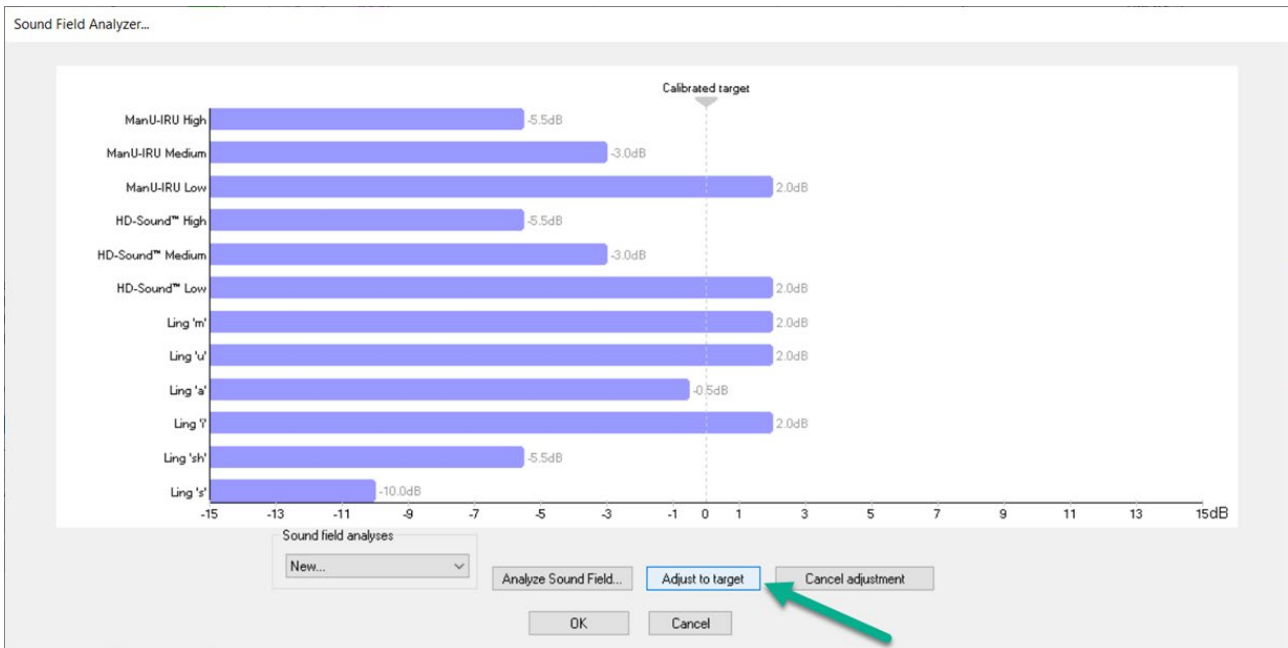 Sound Field Analyzer...
Calibrated target
ManU-IRU High -5.5dB
ManU-IRU Medium -3.0dB
ManU-IRU Low 2.0dB
HD-Sound™ High -5.5dB
HD-Sound™ Medium -3.0dB
HD-Sound™ Low 2.0dB
Ling 'm' 2.0dB
Ling 'u' 2.0dB
Ling 'a' -0.5dB
Ling 'i' 2.0dB
Ling 'sh' -5.5dB
Ling 's' -10.0dB
-15 -13 -11 -9 -7 -5 -3 -1 0 1 3 5 7 9 11 13 15dB
Sound field analyses
New... Analyze Sound Field... Adjust to target Cancel adjustment
OK Cancel